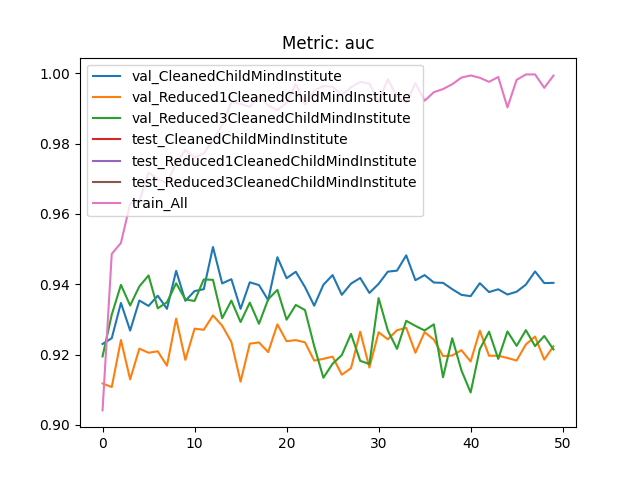 Metric: auc
1.00
0.98
0.96
0.94
0.92
0.90
val_CleanedChildMindInstitute
val_Reduced1CleanedChildMindInstitute
val_Reduced3CleanedChildMindInstitute
test_CleanedChildMindInstitute
test_Reduced1CleanedChildMindInstitute
test_Reduced3CleanedChildMindInstitute
train_All
0 10 20 30 40 50